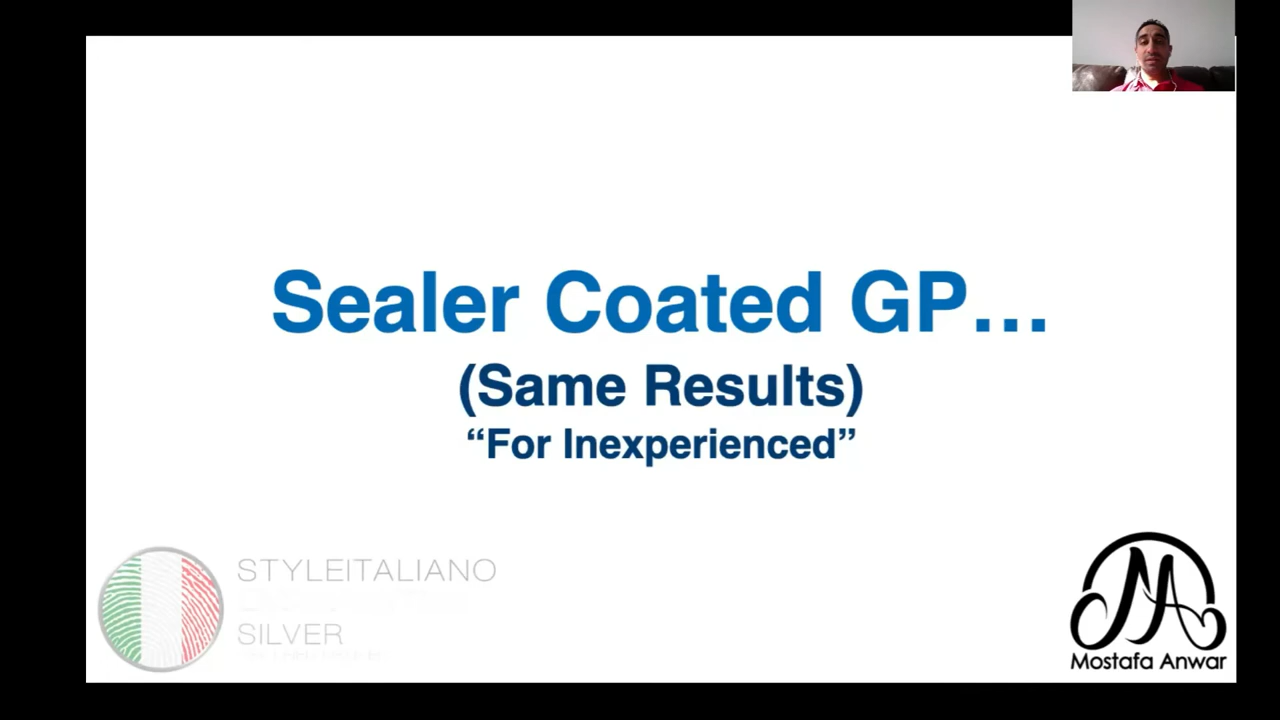 Sealer Coated GP…
(Same Results)
“For Inexperienced”
STYLEITALIANO
SILVER
Mostafa Anwar